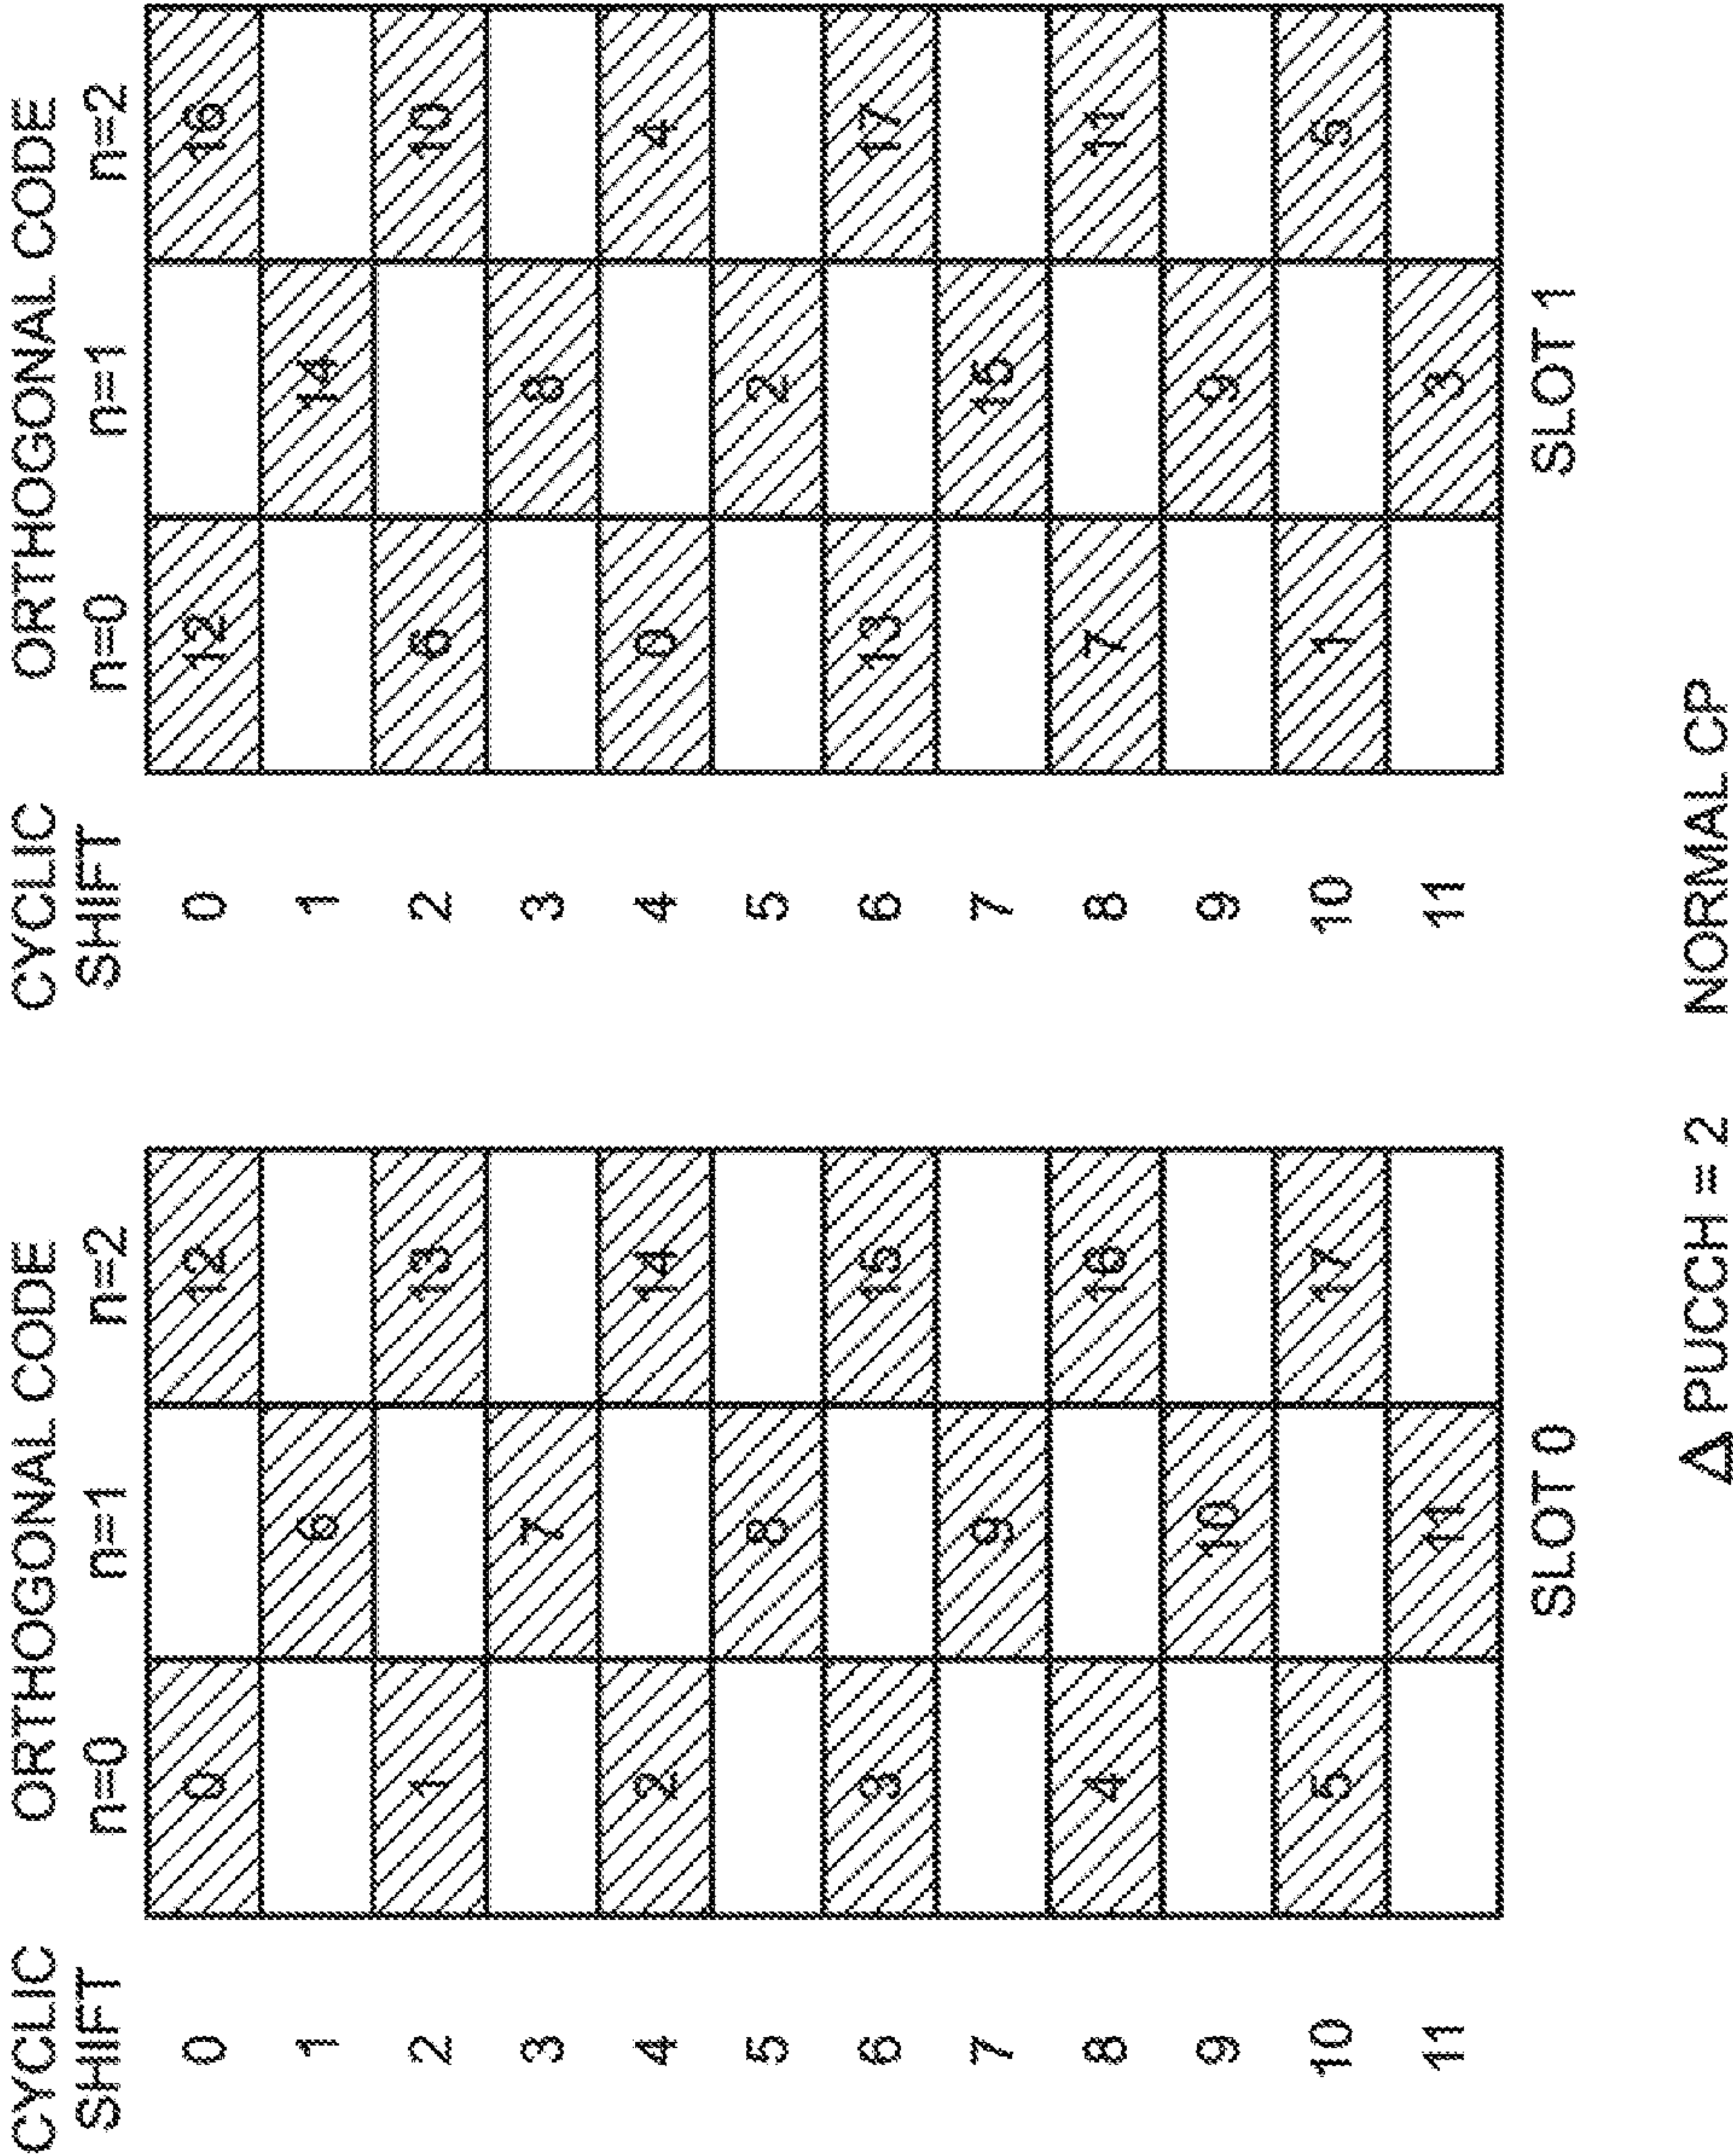 CYCLIC SHIFT ORTHOGONAL CODE
n=0 n=1 n=2
0 0 12
1 6
2 1 13
3 7
4 2 14
5 8
6 3 15
7 9
8 4 16
9 10
10 5 17
11 11
SLOT 0
CYCLIC SHIFT ORTHOGONAL CODE
n=0 n=1 n=2
0 12 16
1 14
2 6 10
3 8
4 0 4
5 2
6 13 17
7 15
8 7 11
9 9
10 1 5
11 3
SLOT 1
Δ PUCCH = 2 NORMAL CP